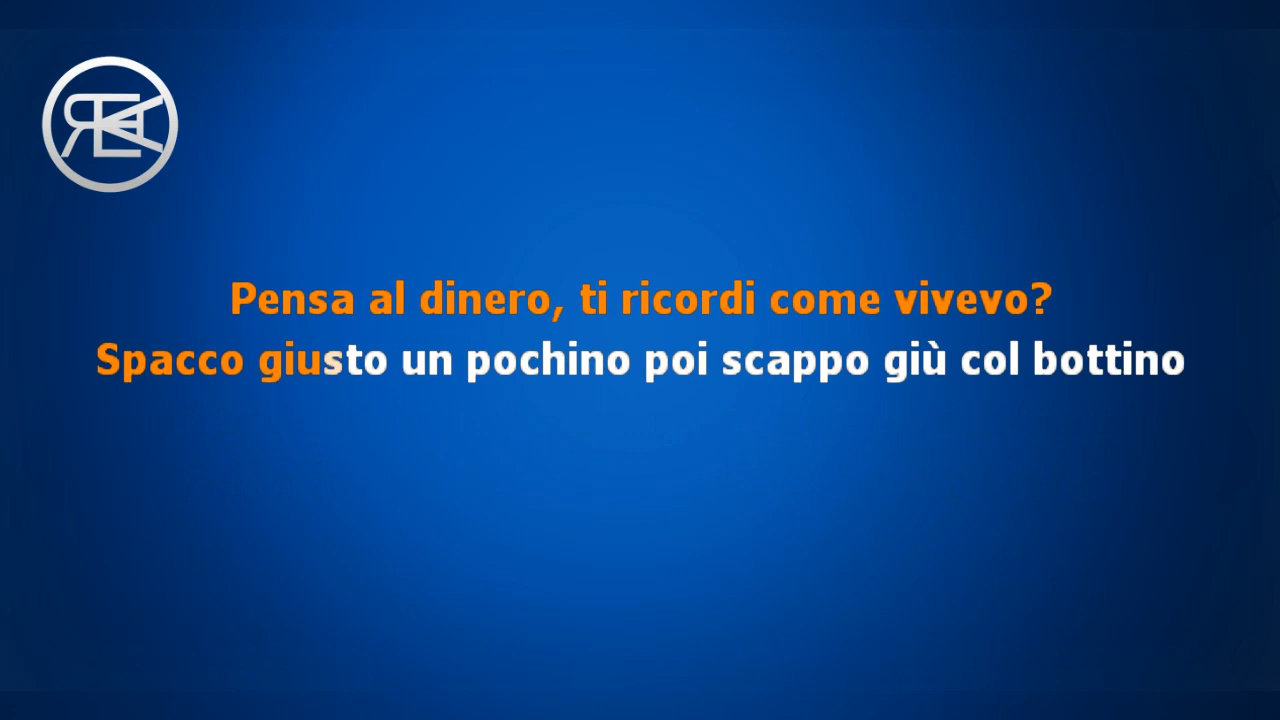 Pensa al dinero, ti ricordi come vivevo?
Spacco giusto un pochino poi scappo giù col bottino